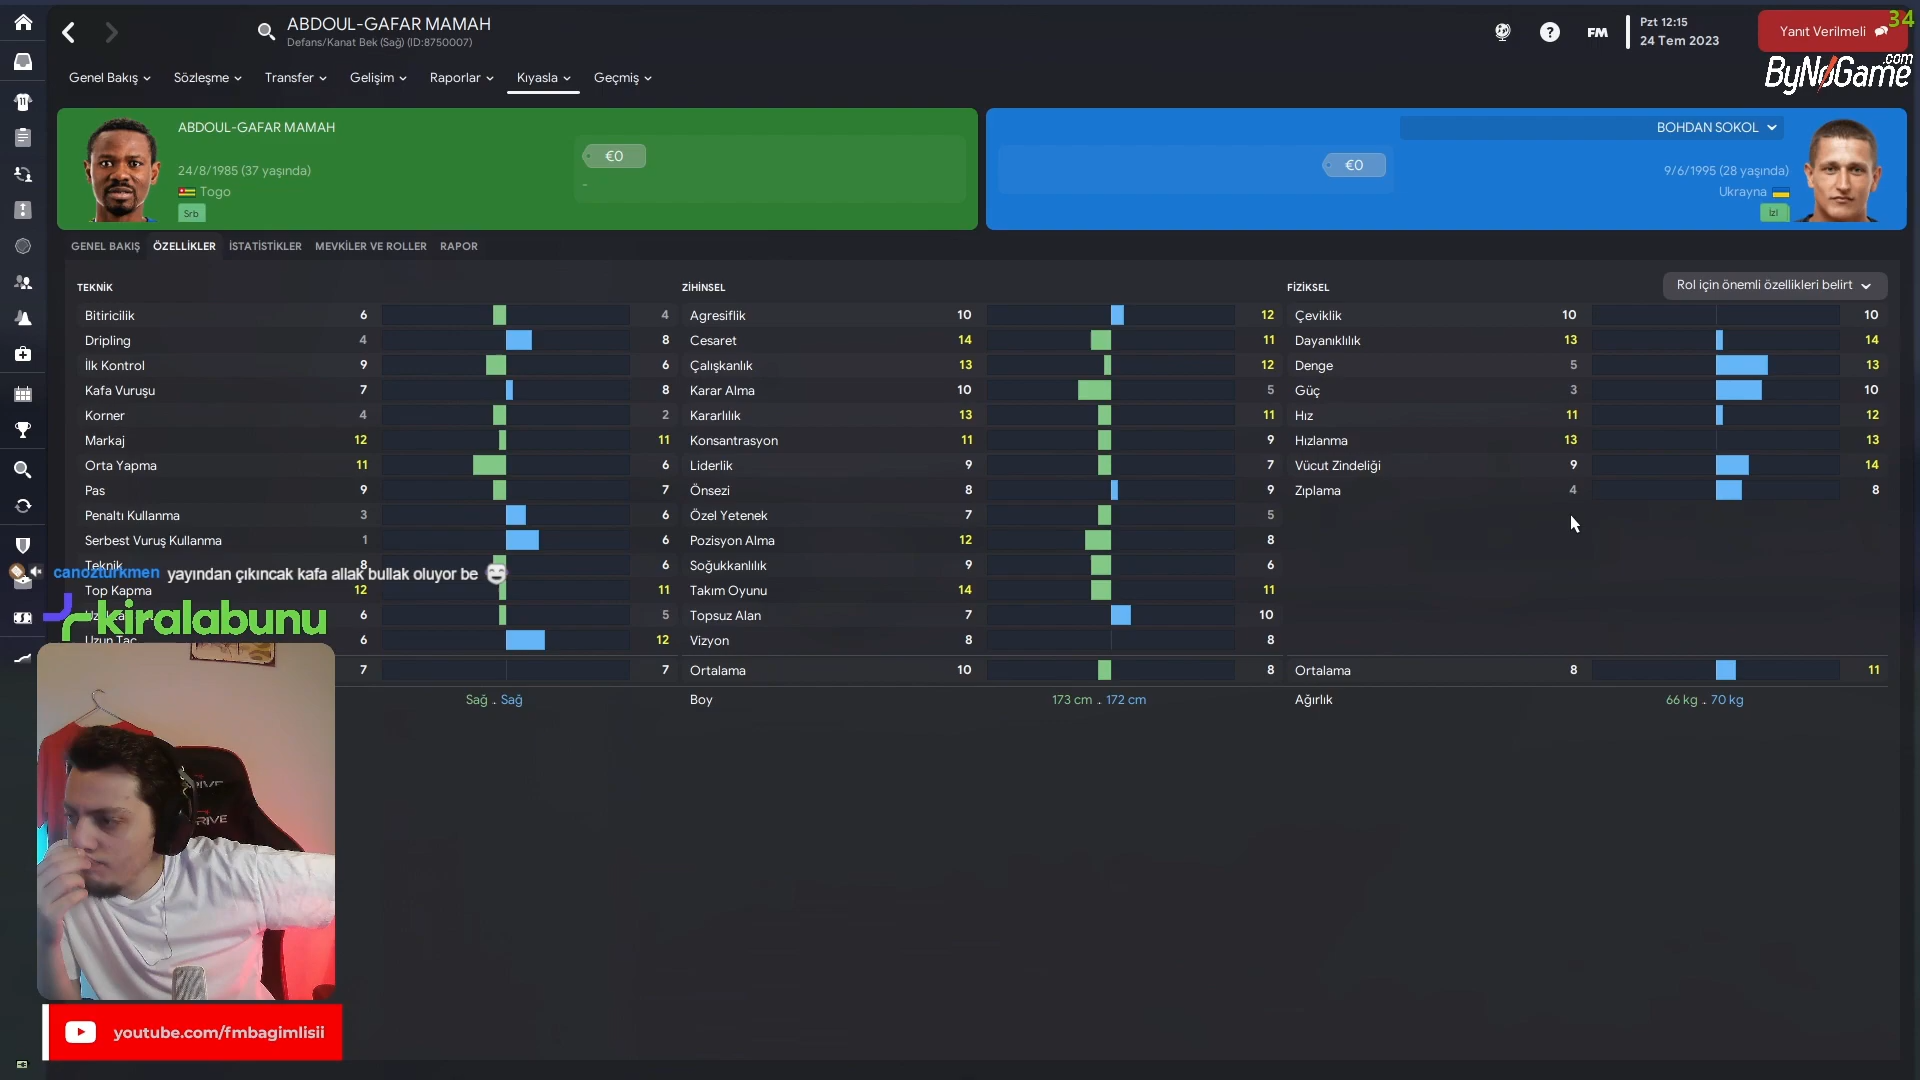 ABDOUL-GAFAR MAMAH
Defans/Kanat Bek (Sağ) (ID:8750007)
FM
Pzt 12:15
24 Tem 2023
Yanıt Verilmeli
34
ByNoGame.com
Genel Bakış Sözleşme Transfer Gelişim Raporlar Kıyasla Geçmiş
ABDOUL-GAFAR MAMAH
24/8/1985 (37 yaşında)
Togo
Srb
€0
-
€0
BOHDAN SOKOL
9/6/1995 (28 yaşında)
Ukrayna
İzl
GENEL BAKIŞ ÖZELLİKLER İSTATİSTİKLER MEVKİLER VE ROLLER RAPOR
TEKNİK ZİHİNSEL FİZİKSEL Rol için önemli özellikleri belirt
Bitiricilik 6 4 Agresiflik 10 12 Çeviklik 10 10
Dripling 4 8 Cesaret 14 11 Dayanıklılık 13 14
İlk Kontrol 9 6 Çalışkanlık 13 12 Denge 5 13
Kafa Vuruşu 7 8 Karar Alma 10 5 Güç 3 10
Korner 4 2 Kararlılık 13 11 Hız 11 12
Markaj 12 11 Konsantrasyon 11 9 Hızlanma 13 13
Orta Yapma 11 6 Liderlik 9 7 Vücut Zindeliği 9 14
Pas 9 7 Önsezi 8 9 Zıplama 4 8
Penaltı Kullanma 3 6 Özel Yetenek 7 5
Serbest Vuruş Kullanma 1 6 Pozisyon Alma 12 8
Teknik 8 6 Soğukkanlılık 9 6
canozturkmen yayından çıkıncak kafa allak bullak oluyor be
Top Kapma 12 11 Takım Oyunu 14 11
6 5 Topsuz Alan 7 10
kiralabunu
Uzun Taç 6 12 Vizyon 8 8
7 7 Ortalama 10 8 Ortalama 8 11
Sağ . Sağ Boy 173 cm . 172 cm Ağırlık 66 kg . 70 kg
youtube.com/fmbagimlisii